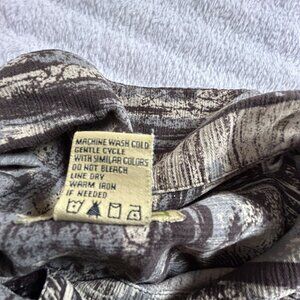 MACHINE WASH COLD
GENTLE CYCLE
WITH SIMILAR COLORS
DO NOT BLEACH
LINE DRY
WARM IRON
IF NEEDED